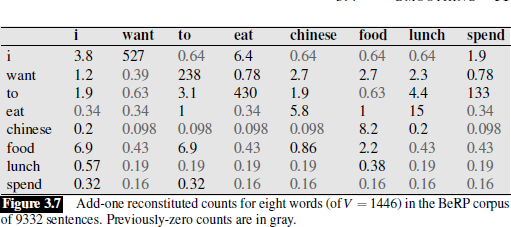 i want to eat chinese food lunch spend
i 3.8 527 0.64 6.4 0.64 0.64 0.64 1.9
want 1.2 0.39 238 0.78 2.7 2.7 2.3 0.78
to 1.9 0.63 3.1 430 1.9 0.63 4.4 133
eat 0.34 0.34 1 0.34 5.8 1 15 0.34
chinese 0.2 0.098 0.098 0.098 0.098 8.2 0.2 0.098
food 6.9 0.43 6.9 0.43 0.86 2.2 0.43 0.43
lunch 0.57 0.19 0.19 0.19 0.19 0.38 0.19 0.19
spend 0.32 0.16 0.32 0.16 0.16 0.16 0.16 0.16
Figure 3.7 Add-one reconstituted counts for eight words (of V = 1446) in the BeRP corpus
of 9332 sentences. Previously-zero counts are in gray.